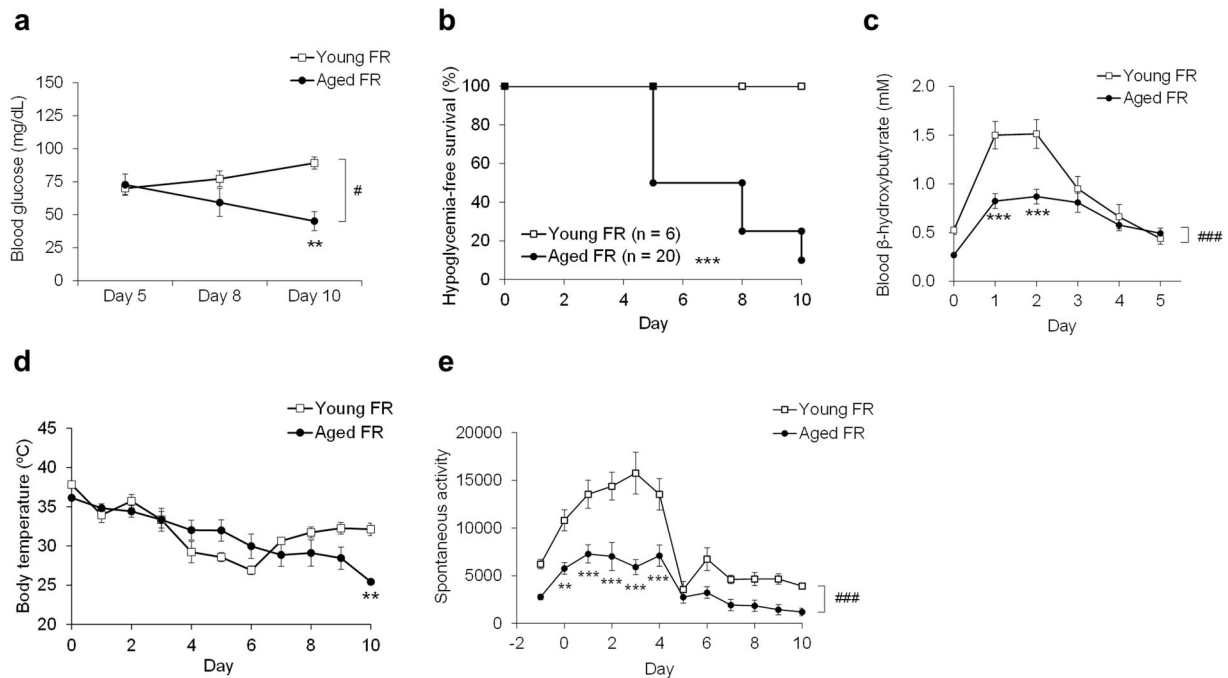 a
Young FR
Aged FR
Blood glucose (mg/dL)
150
125
100
75
50
25
0
Day 5
Day 8
Day 10
#
**
b
Hypoglycemia-free survival (%)
100
80
60
40
20
0
Young FR (n = 6)
Aged FR (n = 20)
***
0
2
4
6
8
10
Day
c
Young FR
Aged FR
Blood β-hydroxybutyrate (mM)
2.0
1.5
1.0
0.5
0.0
***
***
###
0
1
2
3
4
5
Day
d
Young FR
Aged FR
Body temperature (ºC)
45
40
35
30
25
20
**
0
2
4
6
8
10
Day
e
Young FR
Aged FR
Spontaneous activity
20000
15000
10000
5000
0
**
***
***
***
***
###
-2
0
2
4
6
8
10
Day